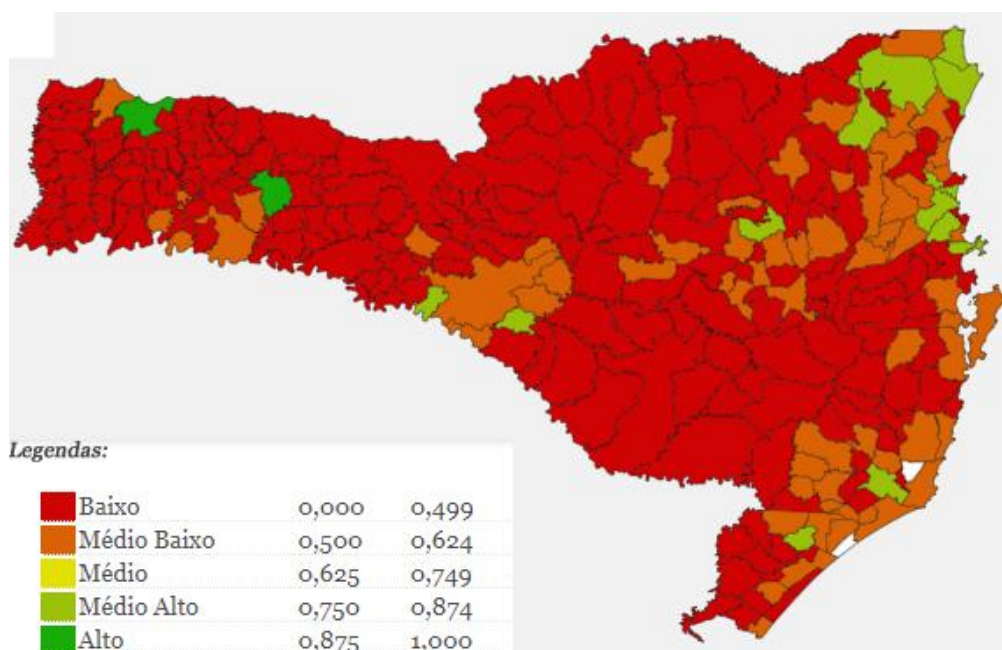 Legendas:
Baixo 0,000 0,499
Médio Baixo 0,500 0,624
Médio 0,625 0,749
Médio Alto 0,750 0,874
Alto 0,875 1,000